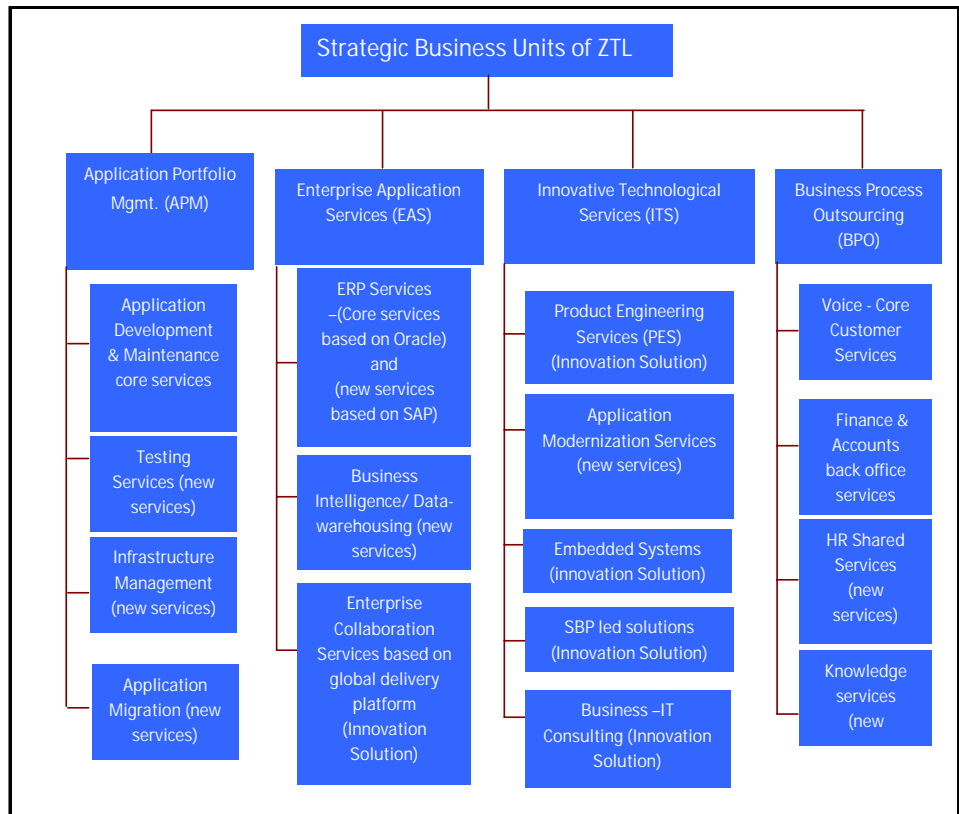 Strategic Business Units of ZTL
Application Portfolio
Mgmt. (APM)
Application
Development
& Maintenance
core services
Testing
Services (new
services)
Infrastructure
Management
(new services)
Application
Migration (new
services)
Enterprise Application
Services (EAS)
ERP Services
–(Core services
based on Oracle)
and
(new services
based on SAP)
Business
Intelligence/ Data-
warehousing (new
services)
Enterprise
Collaboration
Services based on
global delivery
platform
(Innovation
Solution)
Innovative Technological
Services (ITS)
Product Engineering
Services (PES)
(Innovation Solution)
Application
Modernization Services
(new services)
Embedded Systems
(innovation Solution)
SBP led solutions
(Innovation Solution)
Business –IT
Consulting (Innovation
Solution)
Business Process
Outsourcing
(BPO)
Voice - Core
Customer
Services
Finance &
Accounts
back office
services
HR Shared
Services
(new
services)
Knowledge
services
(new